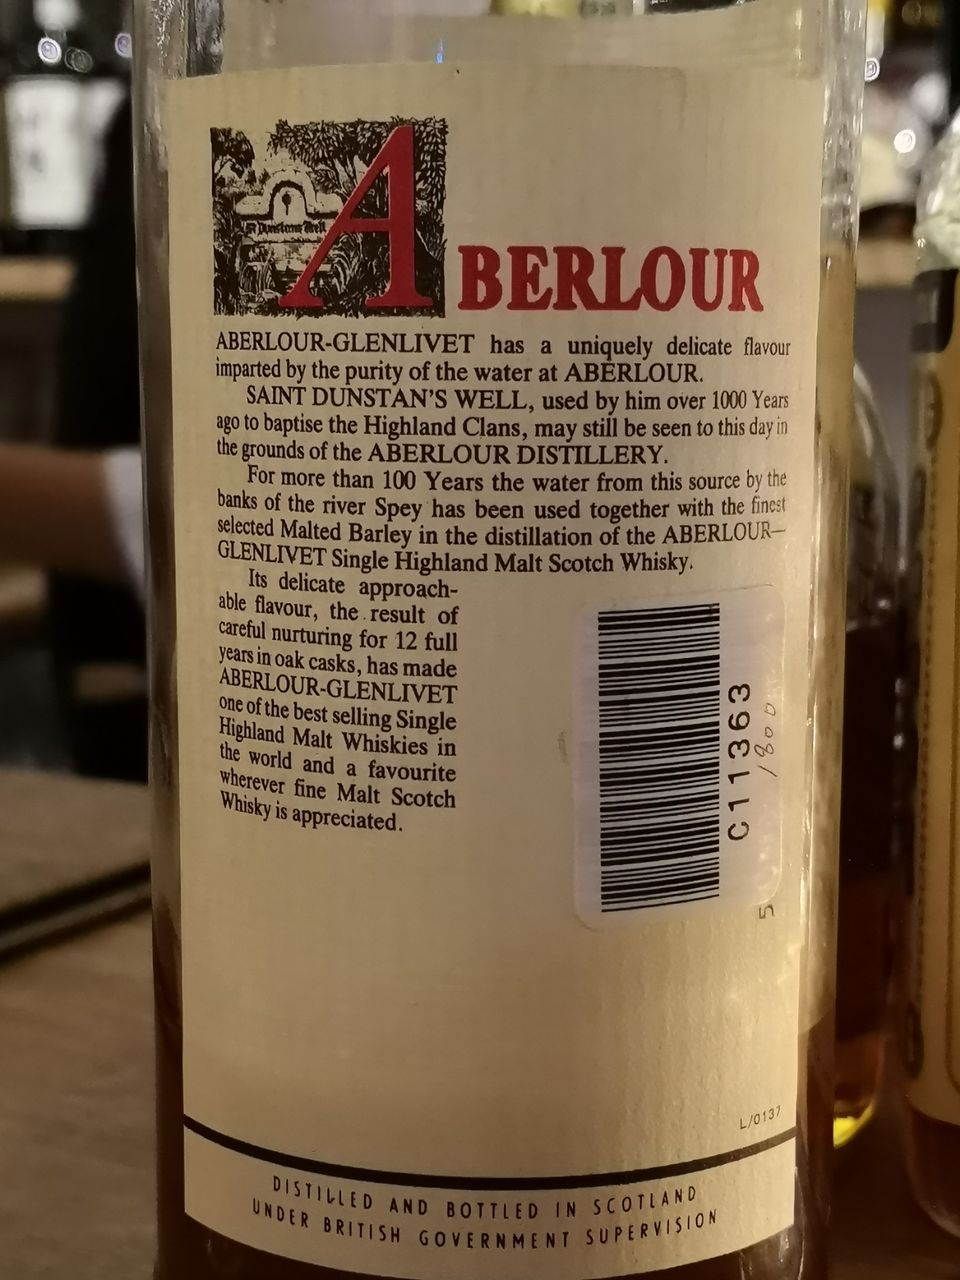 St Dunstans Well
ABERLOUR
ABERLOUR-GLENLIVET has a uniquely delicate flavour
imparted by the purity of the water at ABERLOUR.
SAINT DUNSTAN'S WELL, used by him over 1000 Years
ago to baptise the Highland Clans, may still be seen to this day in
the grounds of the ABERLOUR DISTILLERY.
For more than 100 Years the water from this source by the
banks of the river Spey has been used together with the finest
selected Malted Barley in the distillation of the ABERLOUR—
GLENLIVET Single Highland Malt Scotch Whisky.
Its delicate approach-
able flavour, the result of
careful nurturing for 12 full
years in oak casks, has made
ABERLOUR-GLENLIVET
one of the best selling Single
Highland Malt Whiskies in
the world and a favourite
wherever fine Malt Scotch
Whisky is appreciated.
C11363
1800
5
L/0137
DISTILLED AND BOTTLED IN SCOTLAND
UNDER BRITISH GOVERNMENT SUPERVISION